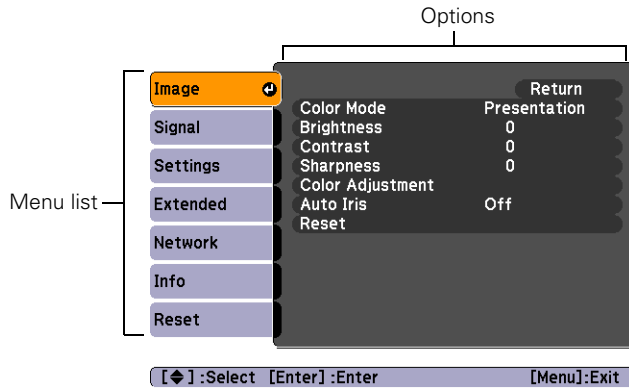 Options
Menu list
Image
Signal
Settings
Extended
Network
Info
Reset
Return
Color Mode Presentation
Brightness 0
Contrast 0
Sharpness 0
Color Adjustment
Auto Iris Off
Reset
[◆] :Select [Enter] :Enter [Menu]:Exit